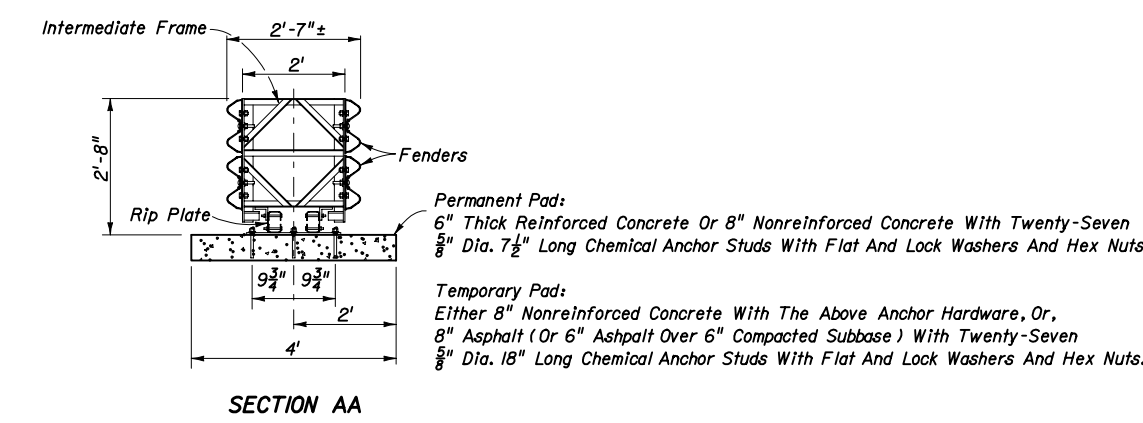 Intermediate Frame
2'-7"±
2'
2'-8"
Fenders
Rip Plate
Permanent Pad:
6" Thick Reinforced Concrete Or 8" Nonreinforced Concrete With Twenty-Seven
5/8" Dia. 7 1/2" Long Chemical Anchor Studs With Flat And Lock Washers And Hex Nuts
9 3/4" 9 3/4"
2'
4'
Temporary Pad:
Either 8" Nonreinforced Concrete With The Above Anchor Hardware, Or,
8" Asphalt (Or 6" Ashpalt Over 6" Compacted Subbase) With Twenty-Seven
5/8" Dia. 18" Long Chemical Anchor Studs With Flat And Lock Washers And Hex Nuts.
SECTION AA